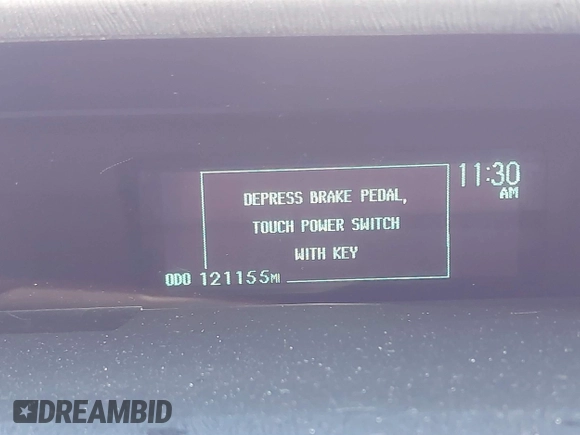 11:30
AM
DEPRESS BRAKE PEDAL,
TOUCH POWER SWITCH
WITH KEY
ODO 121155MI
DREAMBID